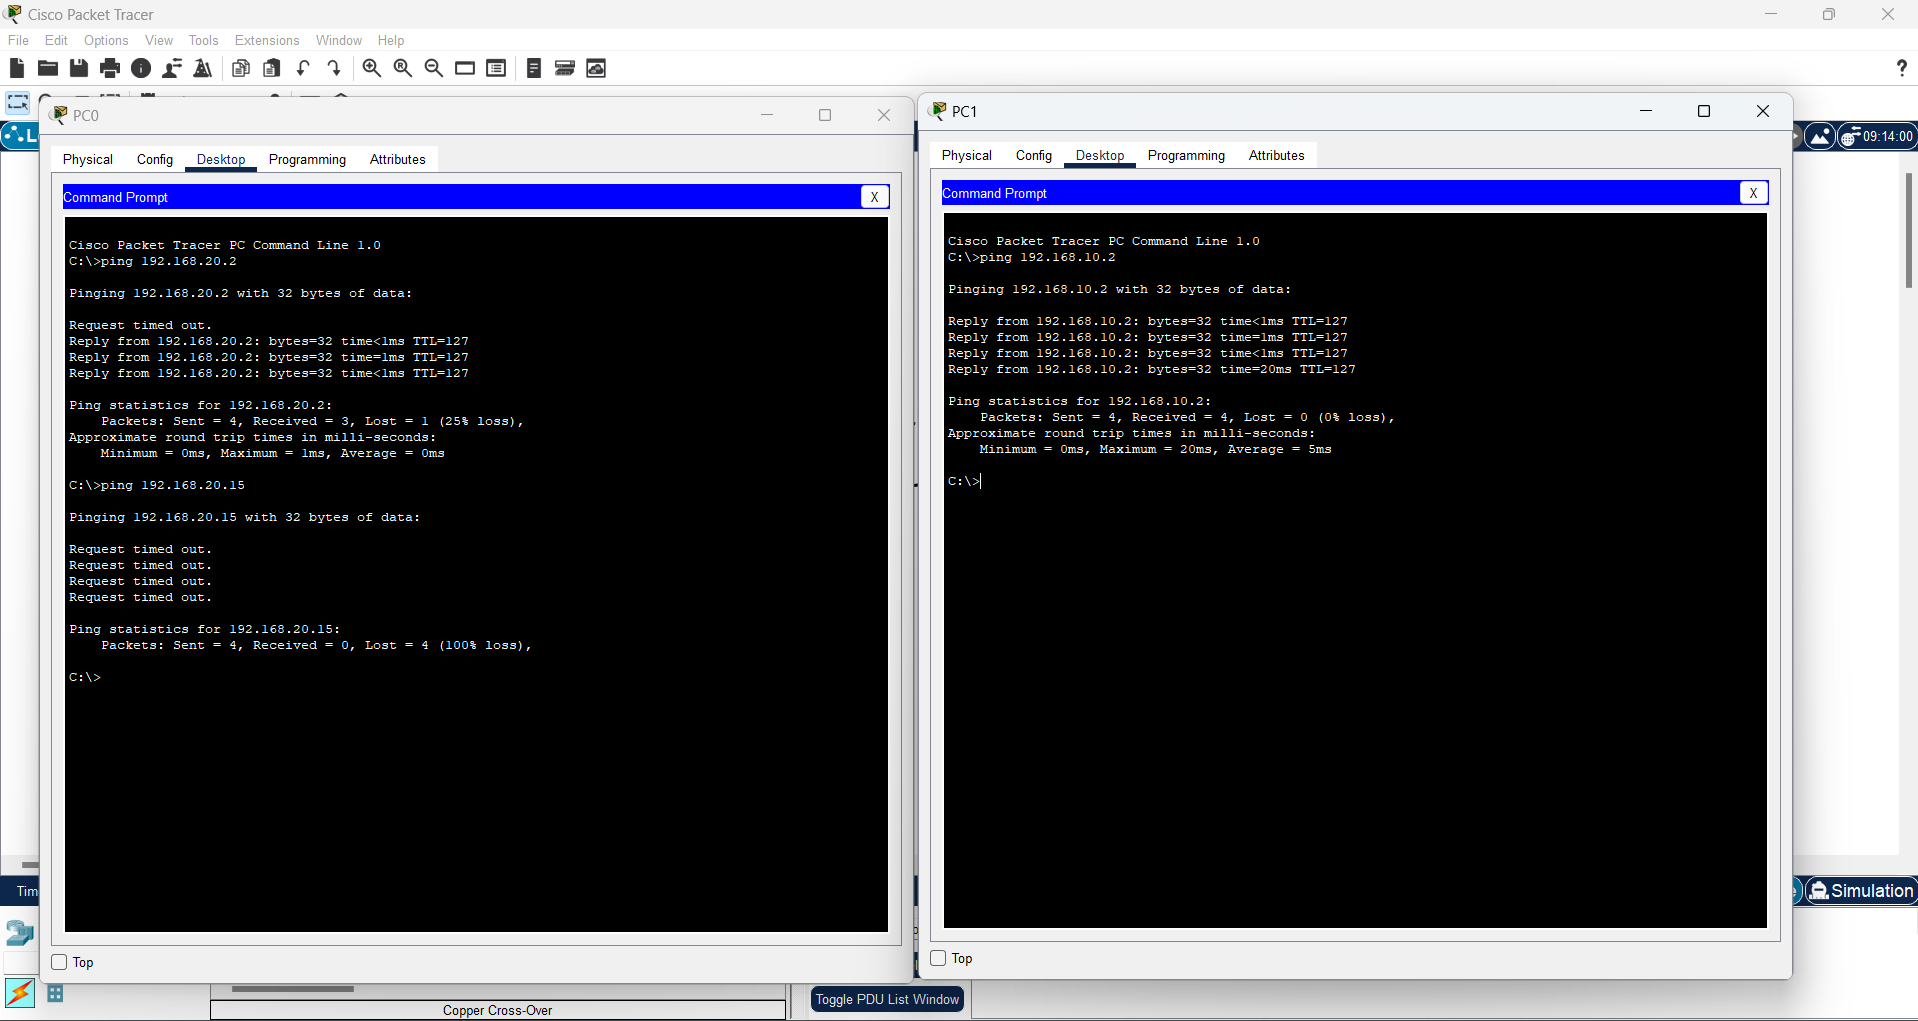 Cisco Packet Tracer
File Edit Options View Tools Extensions Window Help
09:14:00
PC0
Physical Config Desktop Programming Attributes
Command Prompt X
Cisco Packet Tracer PC Command Line 1.0
C:\>ping 192.168.20.2
Pinging 192.168.20.2 with 32 bytes of data:
Request timed out.
Reply from 192.168.20.2: bytes=32 time<1ms TTL=127
Reply from 192.168.20.2: bytes=32 time=1ms TTL=127
Reply from 192.168.20.2: bytes=32 time<1ms TTL=127
Ping statistics for 192.168.20.2:
Packets: Sent = 4, Received = 3, Lost = 1 (25% loss),
Approximate round trip times in milli-seconds:
Minimum = 0ms, Maximum = 1ms, Average = 0ms
C:\>ping 192.168.20.15
Pinging 192.168.20.15 with 32 bytes of data:
Request timed out.
Request timed out.
Request timed out.
Request timed out.
Ping statistics for 192.168.20.15:
Packets: Sent = 4, Received = 0, Lost = 4 (100% loss),
C:\>
Top
PC1
Physical Config Desktop Programming Attributes
Command Prompt X
Cisco Packet Tracer PC Command Line 1.0
C:\>ping 192.168.10.2
Pinging 192.168.10.2 with 32 bytes of data:
Reply from 192.168.10.2: bytes=32 time<1ms TTL=127
Reply from 192.168.10.2: bytes=32 time=1ms TTL=127
Reply from 192.168.10.2: bytes=32 time<1ms TTL=127
Reply from 192.168.10.2: bytes=32 time=20ms TTL=127
Ping statistics for 192.168.10.2:
Packets: Sent = 4, Received = 4, Lost = 0 (0% loss),
Approximate round trip times in milli-seconds:
Minimum = 0ms, Maximum = 20ms, Average = 5ms
C:\>
Top
Tim
Simulation
Copper Cross-Over
Toggle PDU List Window